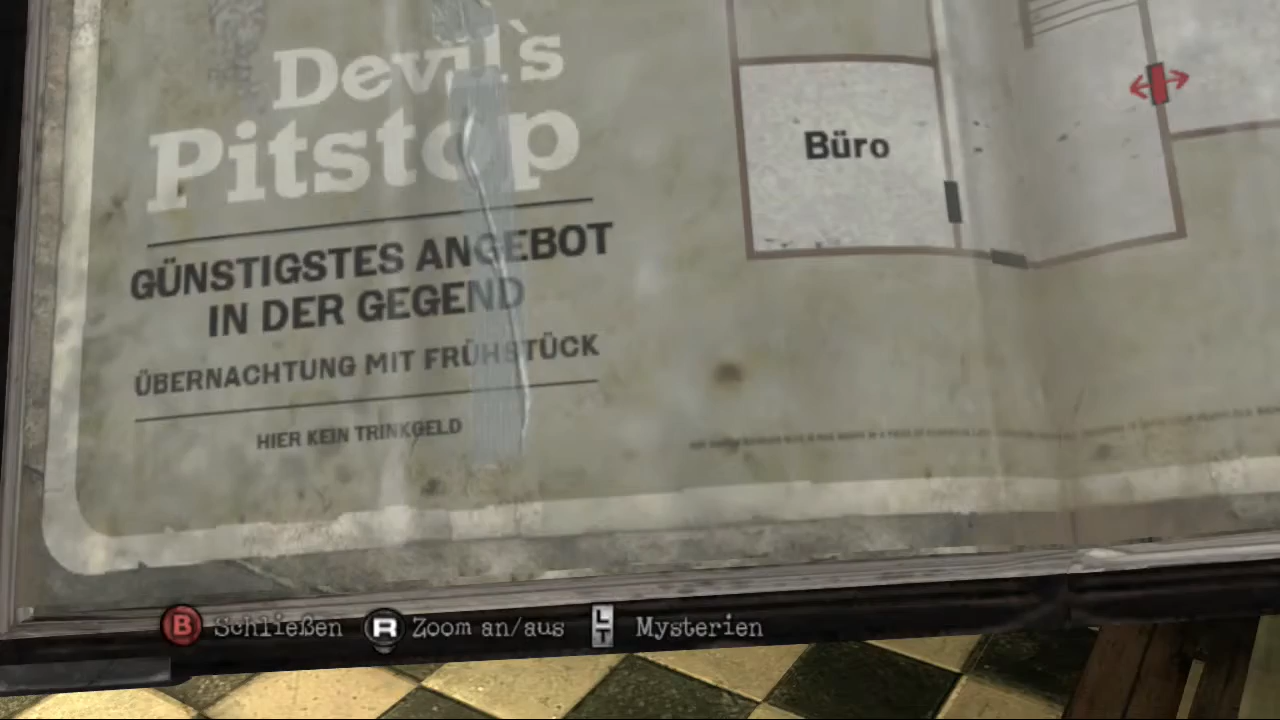 Devil`s
Pitstop
GÜNSTIGSTES ANGEBOT
IN DER GEGEND
ÜBERNACHTUNG MIT FRÜHSTÜCK
HIER KEIN TRINKGELD
Büro
B Schließen R Zoom an/aus LT Mysterien